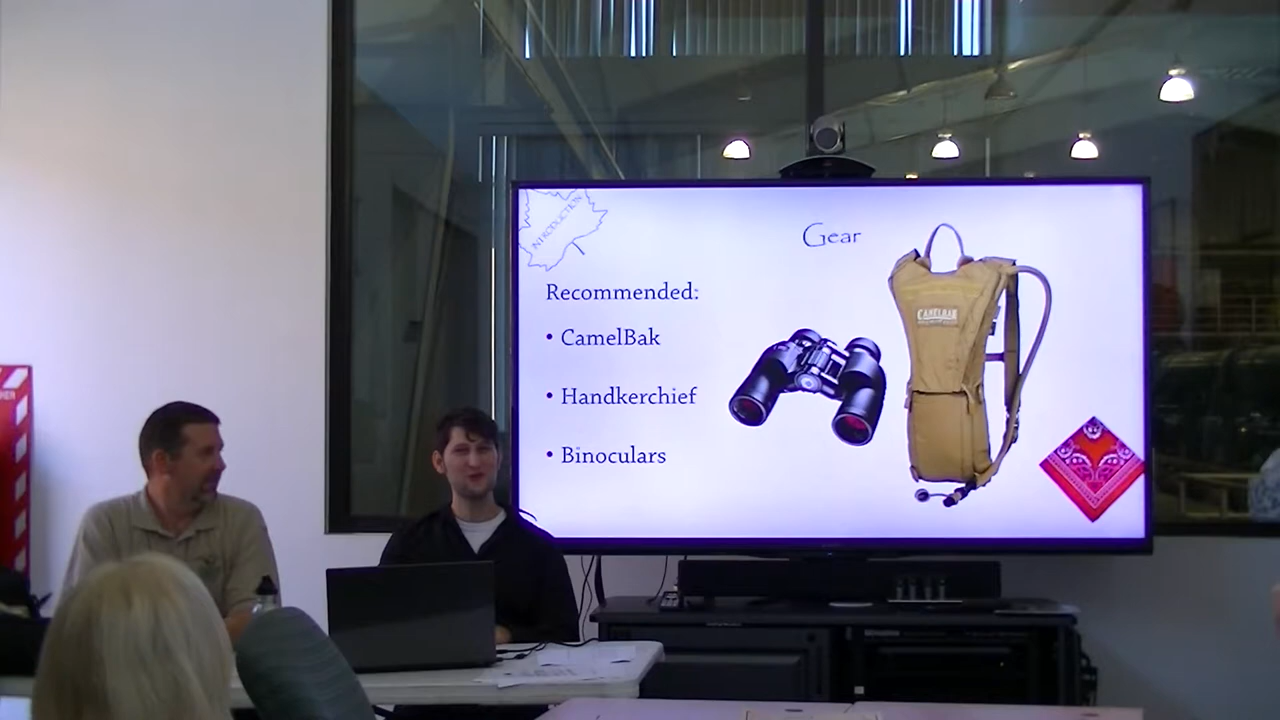 INTRODUCTION
Gear
Recommended:
• CamelBak
• Handkerchief
• Binoculars
CAMELBAK